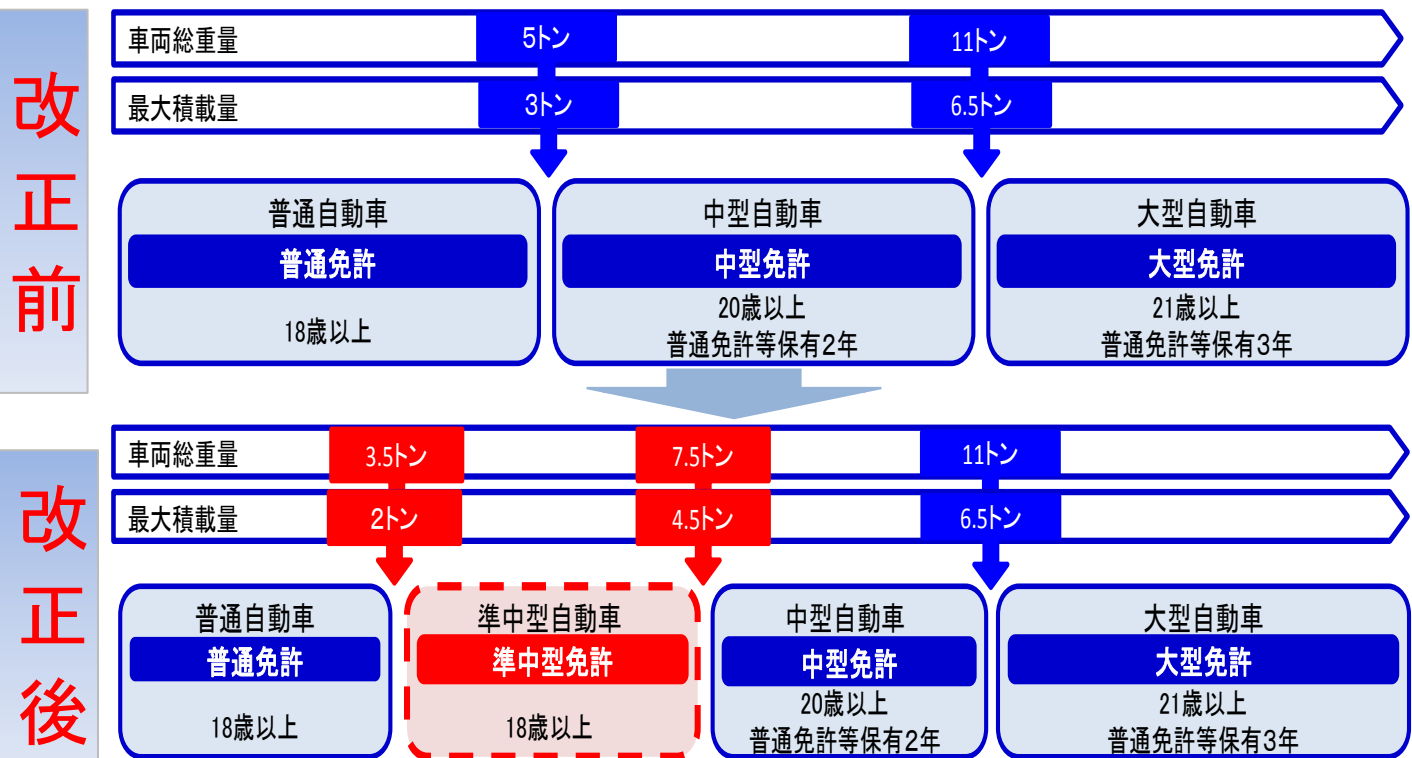 改正前
車両総重量 5トン 11トン
最大積載量 3トン 6.5トン
普通自動車 中型自動車 大型自動車
普通免許 中型免許 大型免許
18歳以上
20歳以上
普通免許等保有2年
21歳以上
普通免許等保有3年
改正後
車両総重量 3.5トン 7.5トン 11トン
最大積載量 2トン 4.5トン 6.5トン
普通自動車 準中型自動車 中型自動車 大型自動車
普通免許 準中型免許 中型免許 大型免許
18歳以上
18歳以上
20歳以上
普通免許等保有2年
21歳以上
普通免許等保有3年